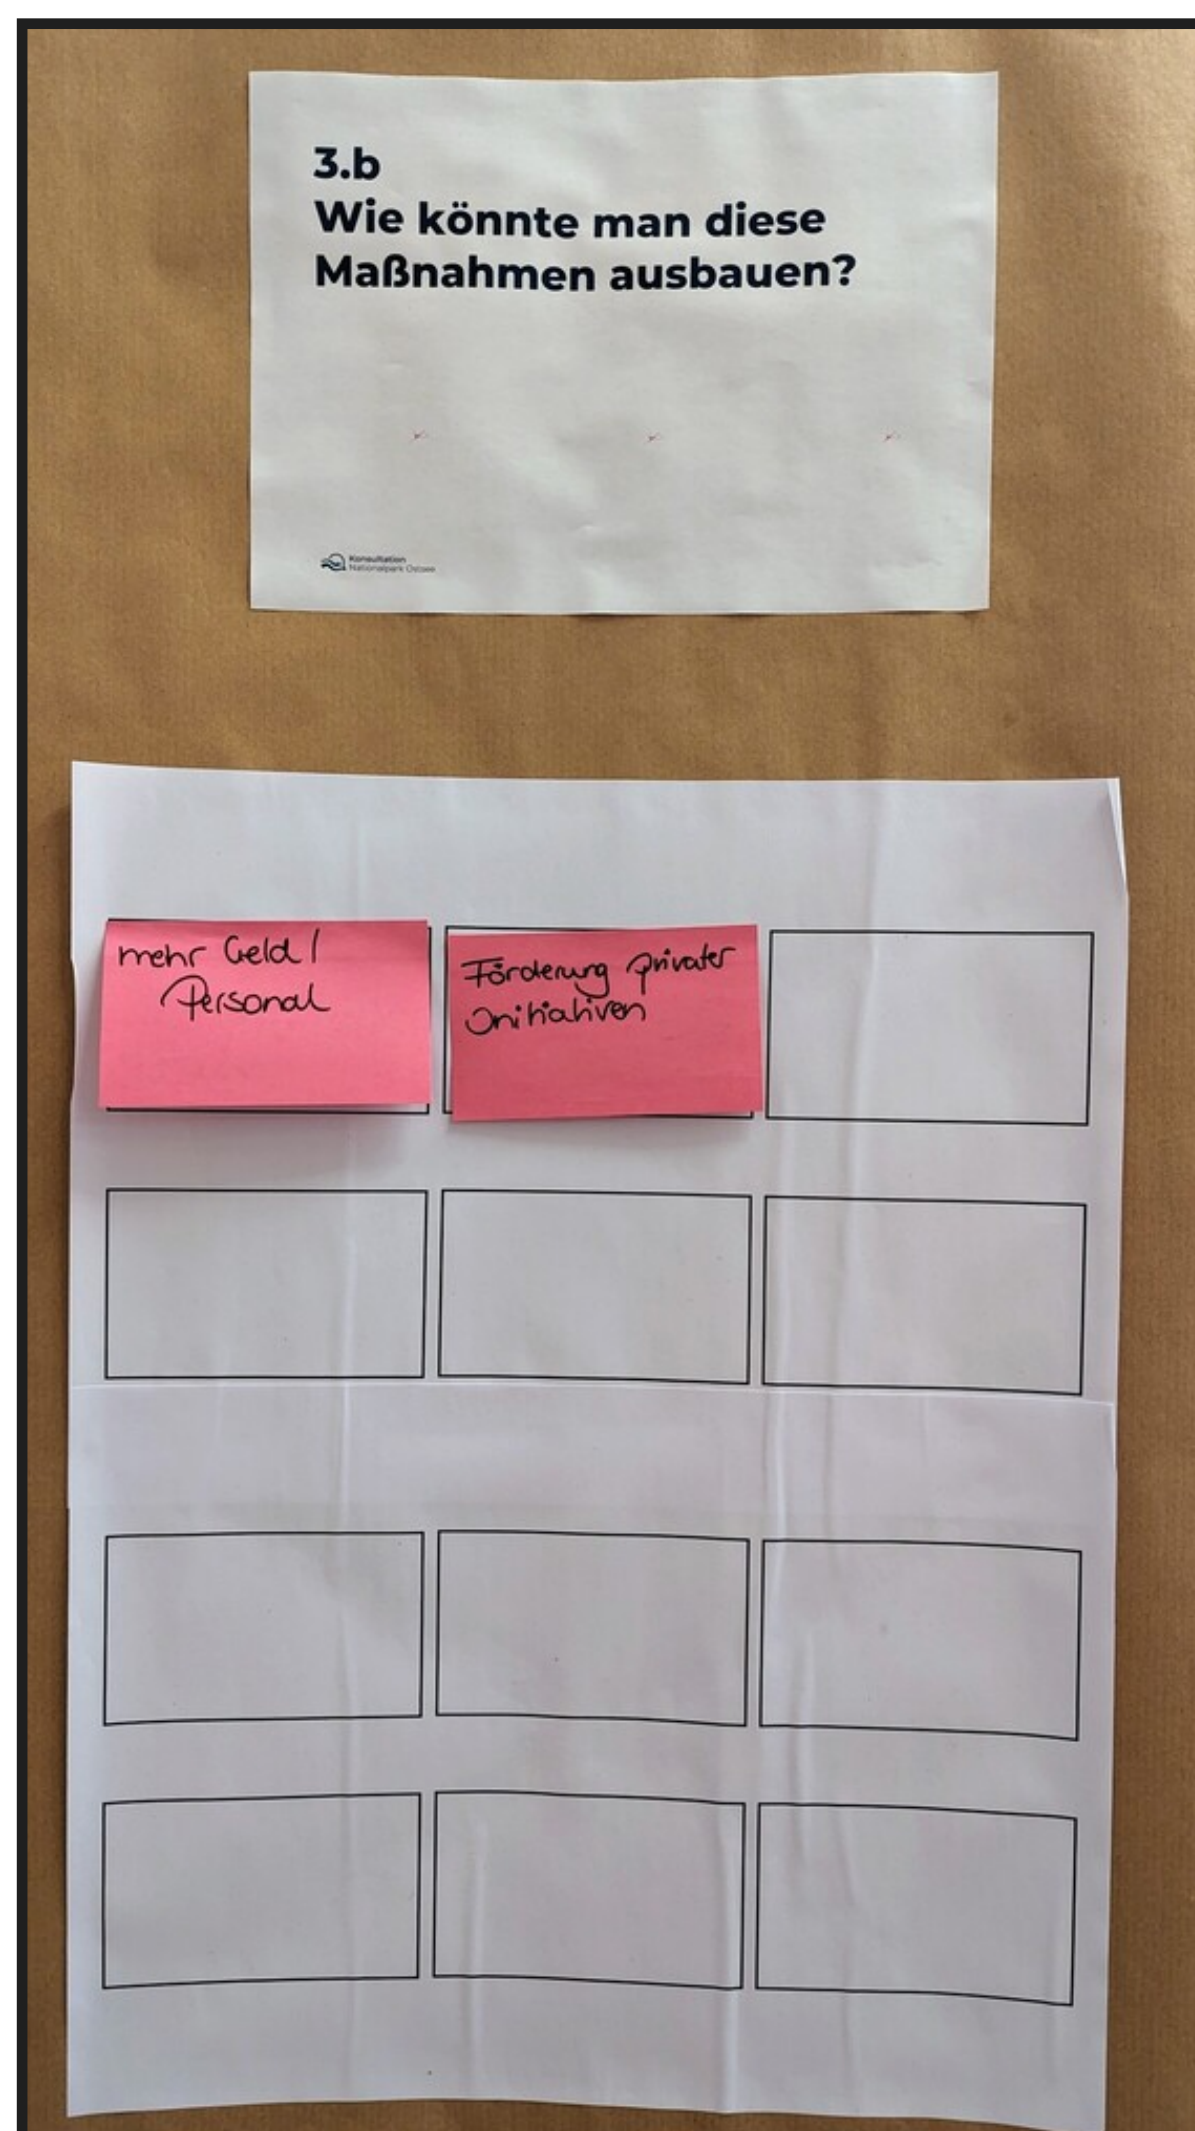 3.b
Wie könnte man diese
Maßnahmen ausbauen?
Konsultation
Nationalpark Ostsee
mehr Geld /
Personal
Förderung privater
Initiativen